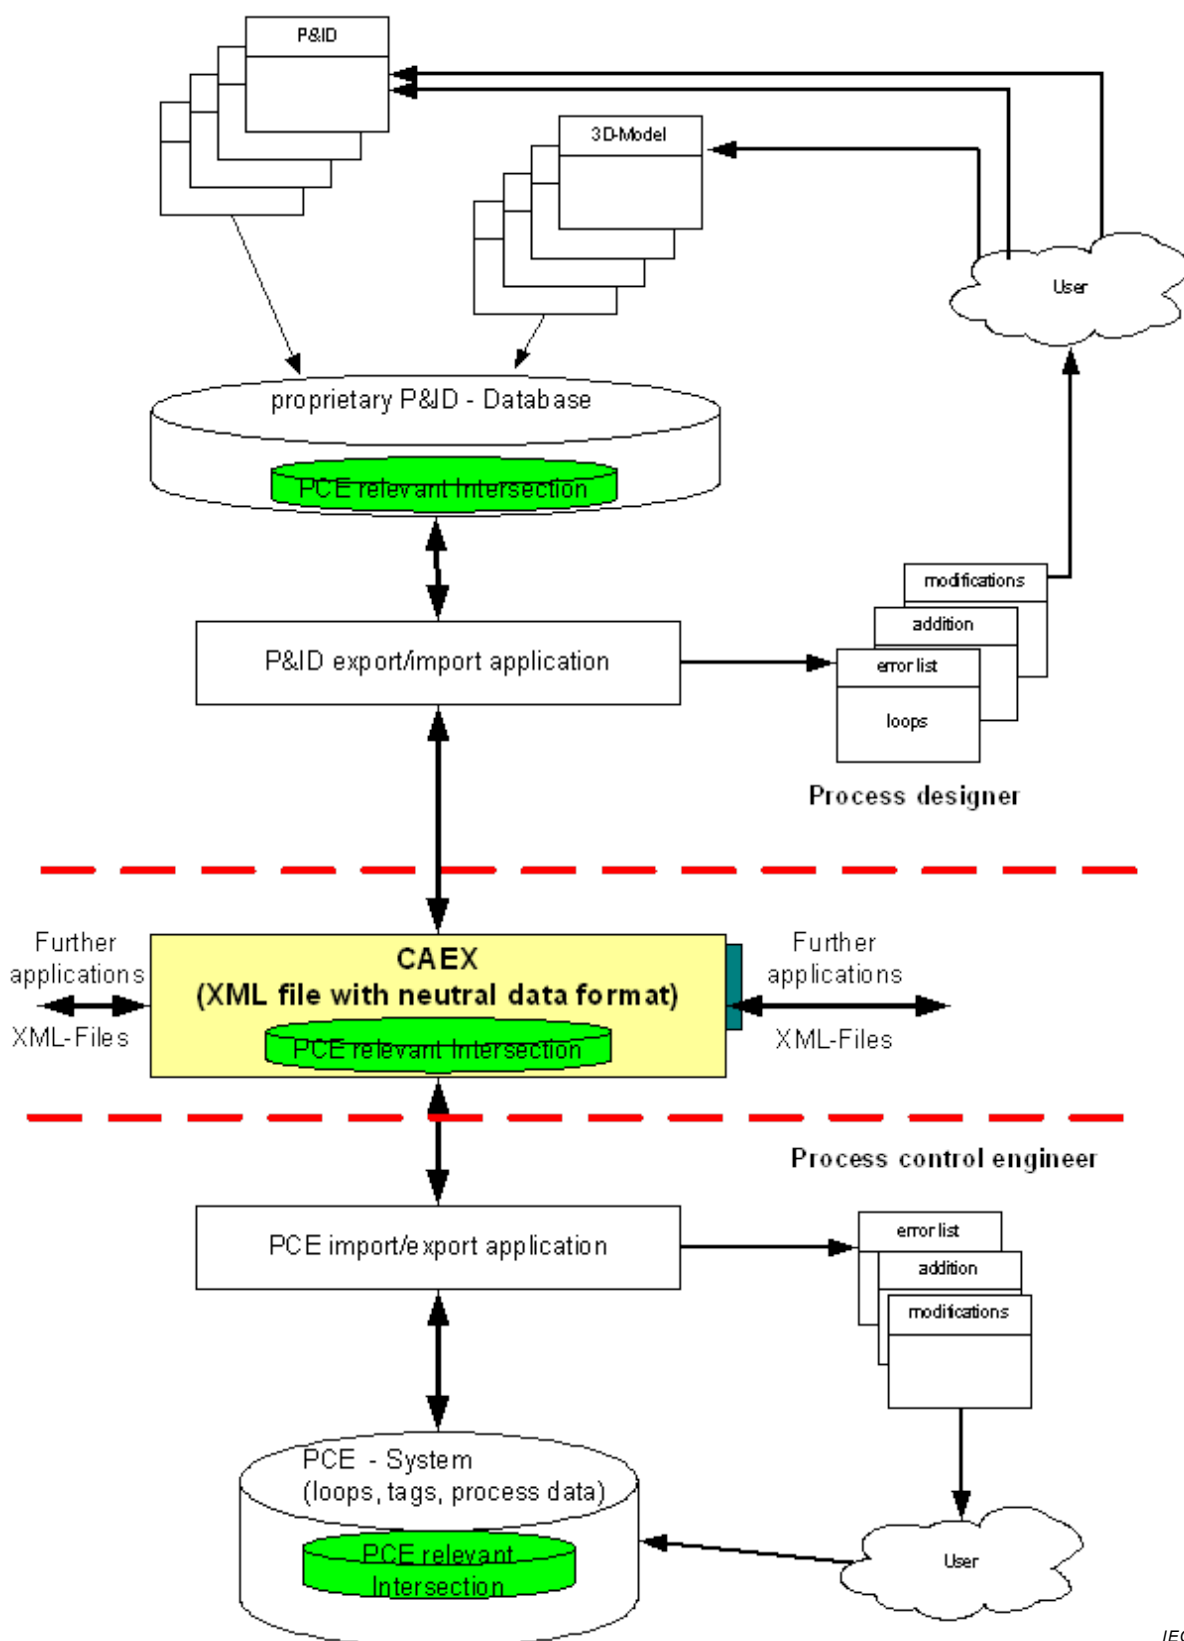 P&ID
3D-Model
User
proprietary P&ID - Database
PCE relevant Intersection
modifications
addition
error list
loops
P&ID export/import application
Process designer
Further
applications
XML-Files
CAEX
(XML file with neutral data format)
PCE relevant Intersection
Further
applications
XML-Files
Process control engineer
PCE import/export application
error list
addition
modifications
PCE - System
(loops, tags, process data)
PCE relevant
Intersection
User